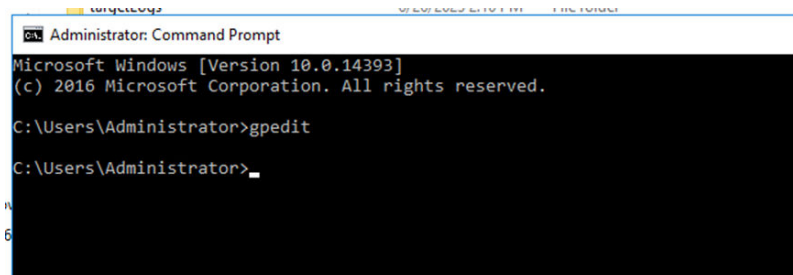 Administrator: Command Prompt
Microsoft Windows [Version 10.0.14393]
(c) 2016 Microsoft Corporation. All rights reserved.
C:\Users\Administrator>gpedit
C:\Users\Administrator>